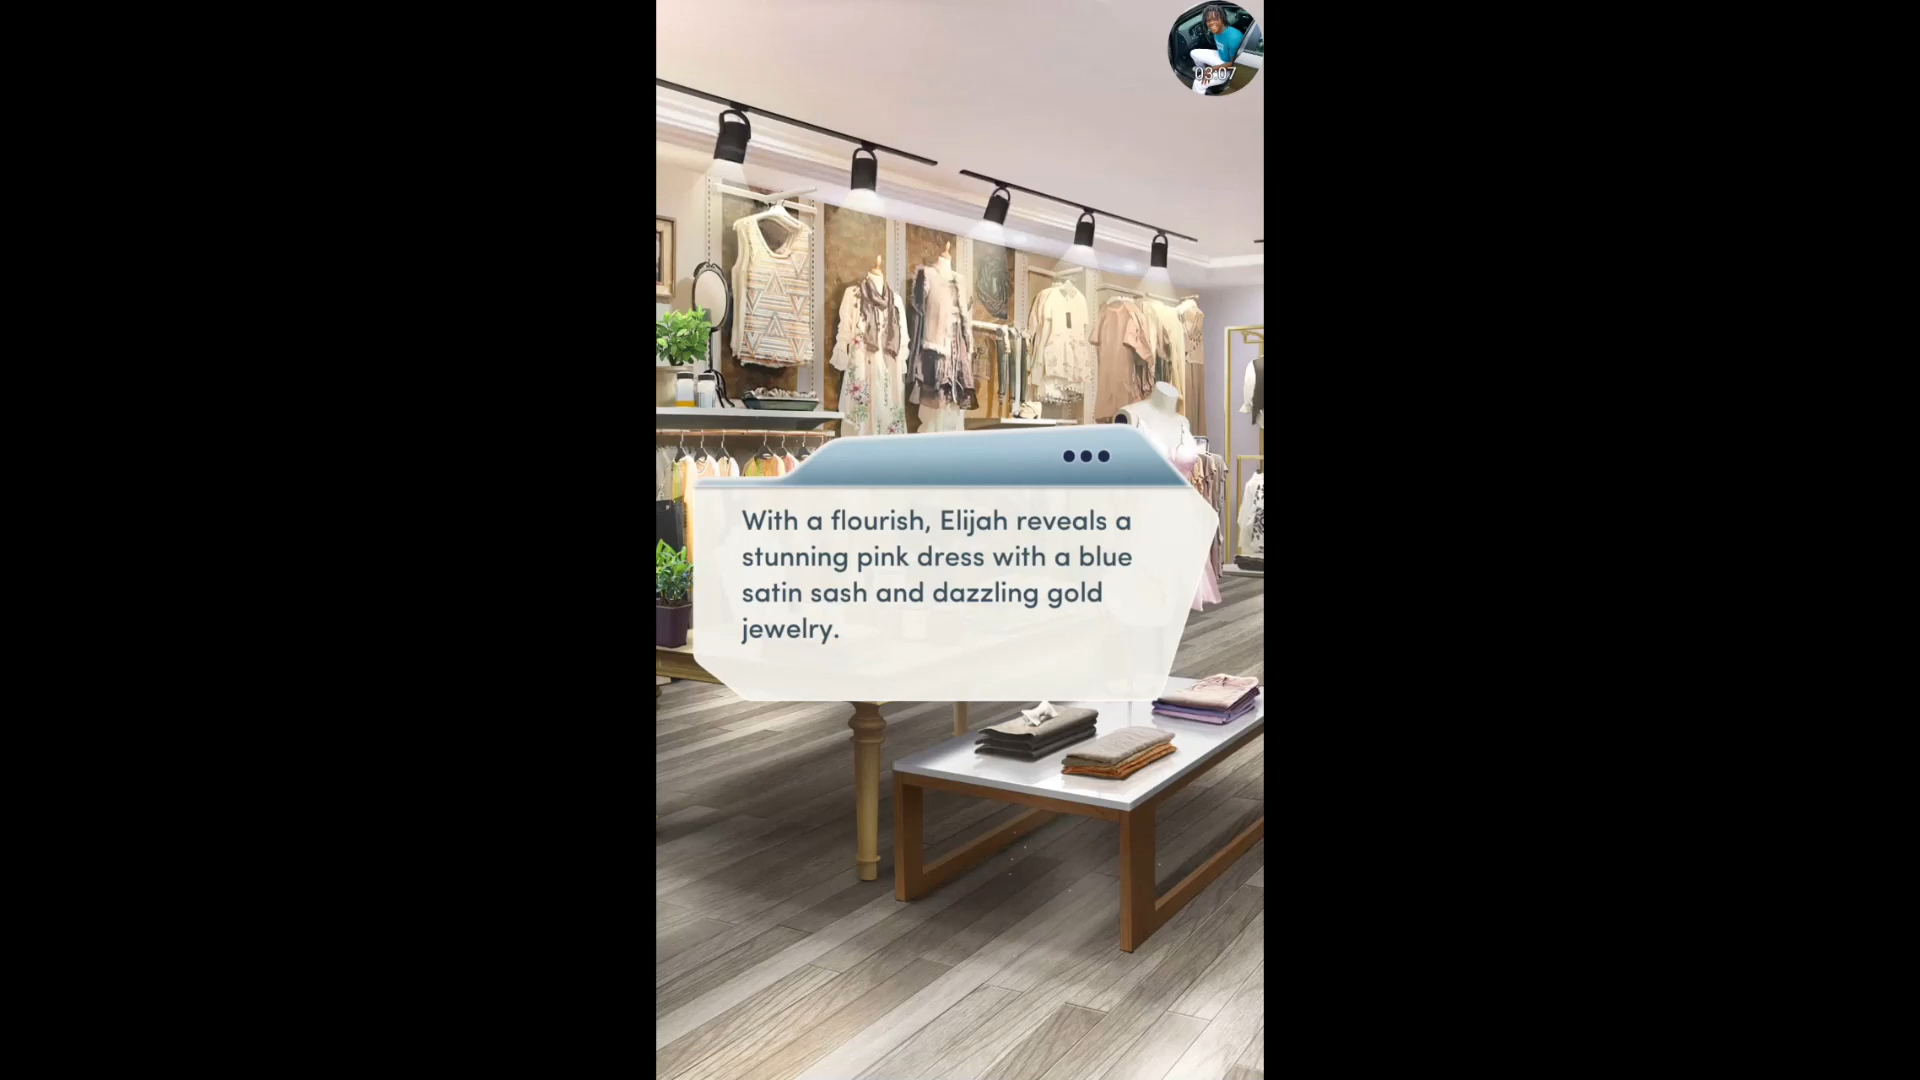 03:07
With a flourish, Elijah reveals a
stunning pink dress with a blue
satin sash and dazzling gold
jewelry.